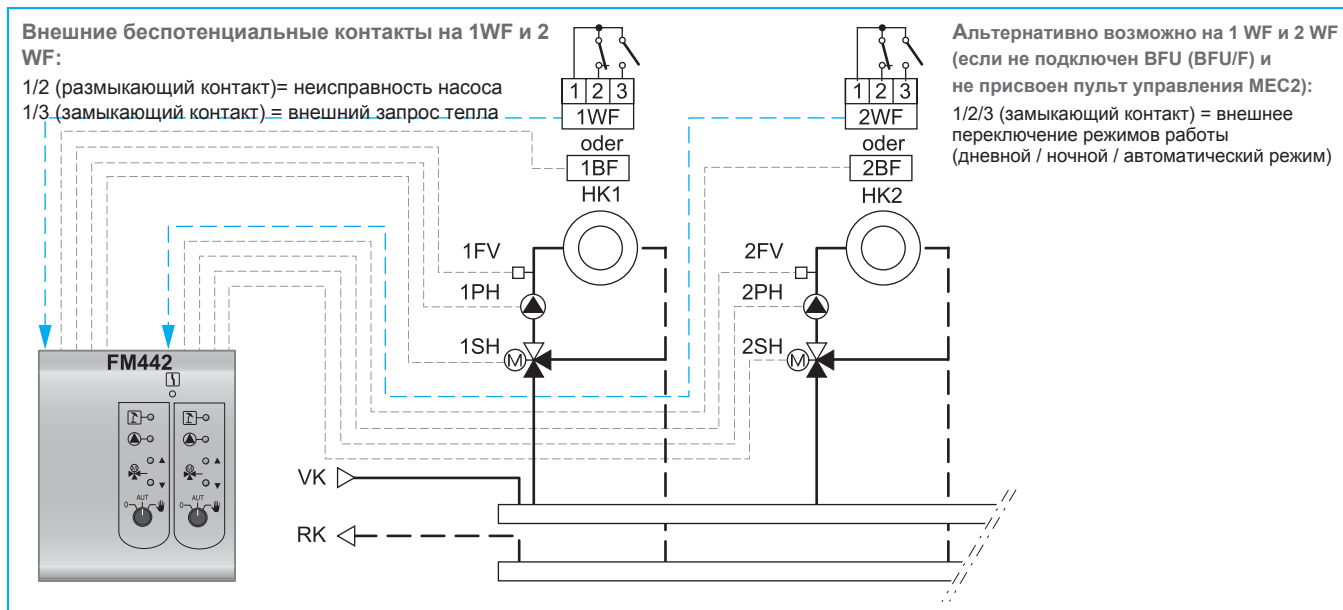 Внешние беспотенциальные контакты на 1WF и 2
WF:
1/2 (размыкающий контакт)= неисправность насоса
1/3 (замыкающий контакт) = внешний запрос тепла
Альтернативно возможно на 1 WF и 2 WF
(если не подключен BFU (BFU/F) и
не присвоен пульт управления MEC2):
1/2/3 (замыкающий контакт) = внешнее
переключение режимов работы
(дневной / ночной / автоматический режим)
1 2 3
1WF
oder
1BF
HK1
1 2 3
2WF
oder
2BF
HK2
1FV
1PH
1SH
M
2FV
2PH
2SH
M
FM442
M
M
AUT
0
AUT
0
VK
RK